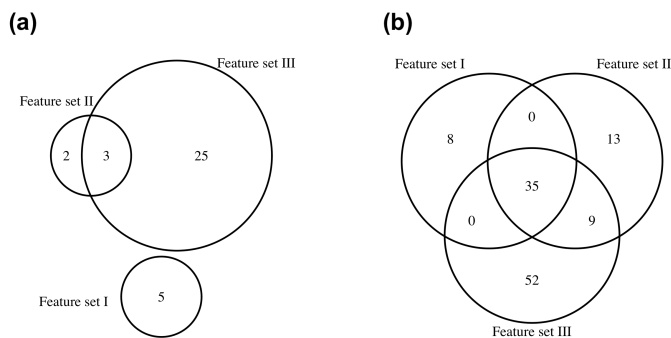 (a)
Feature set III
Feature set II
2
3
25
Feature set I
5
(b)
Feature set I
Feature set II
0
8
13
35
0
9
52
Feature set III